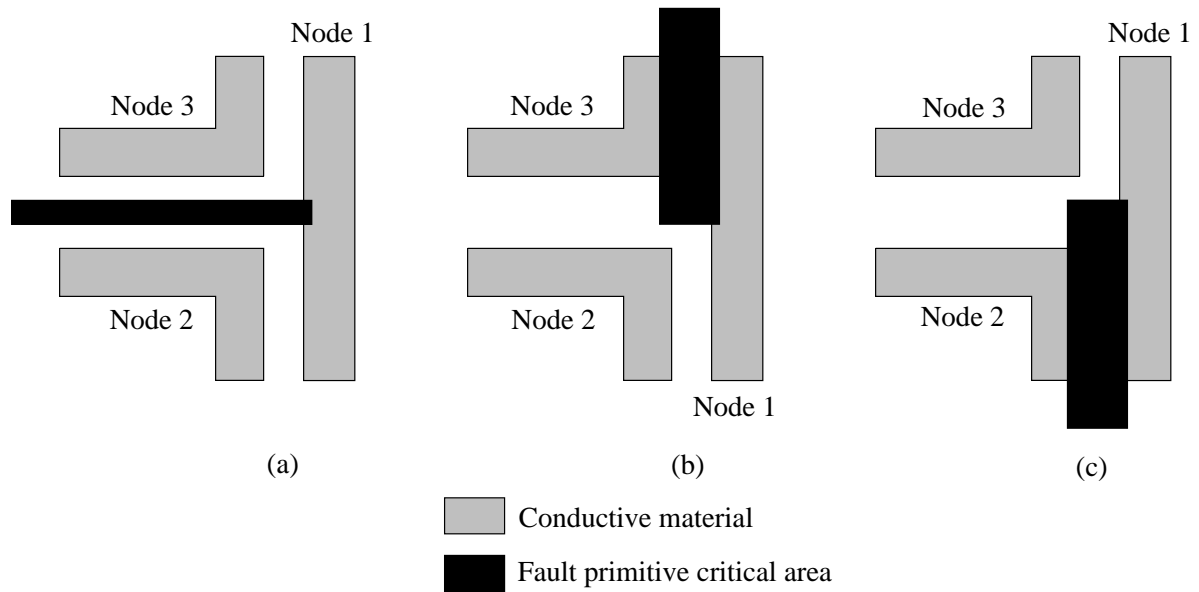 Node 1
Node 3
Node 2
(a)
Node 3
Node 2
Node 1
(b)
Node 1
Node 3
Node 2
(c)
Conductive material
Fault primitive critical area